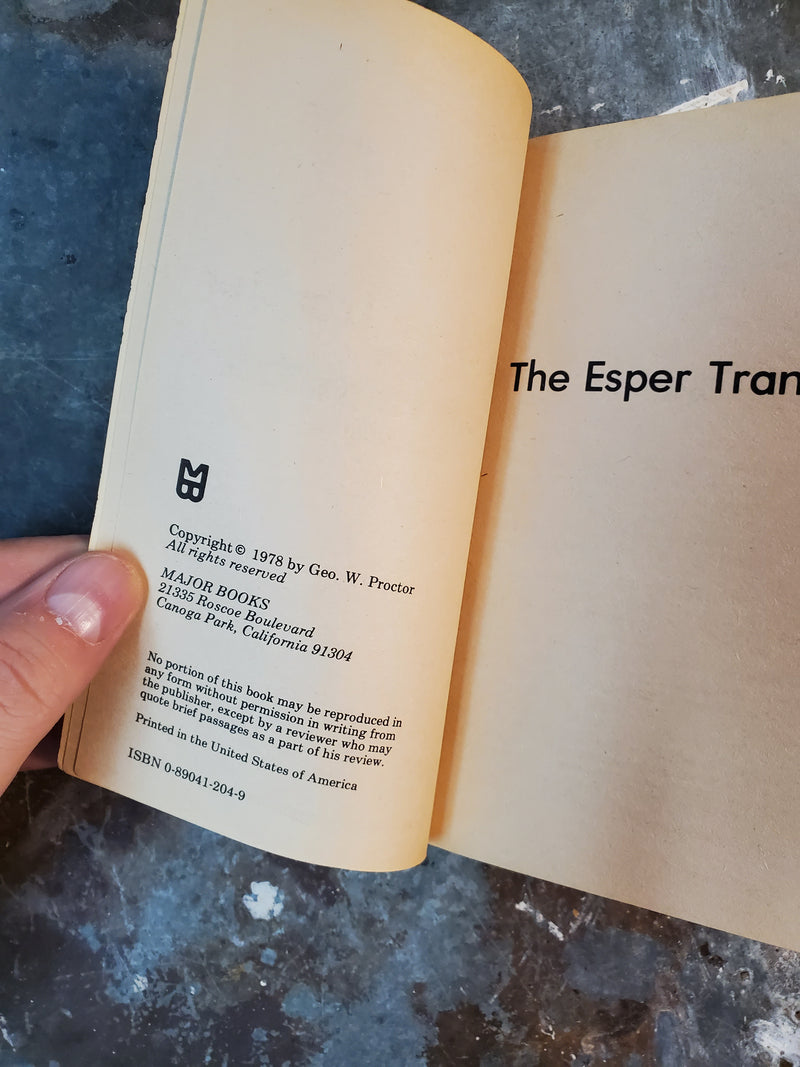 MB
Copyright © 1978 by Geo. W. Proctor
All rights reserved
MAJOR BOOKS
21335 Roscoe Boulevard
Canoga Park, California 91304
No portion of this book may be reproduced in
any form without permission in writing from
the publisher, except by a reviewer who may
quote brief passages as a part of his review.
Printed in the United States of America
ISBN 0-89041-204-9
The Esper Tran